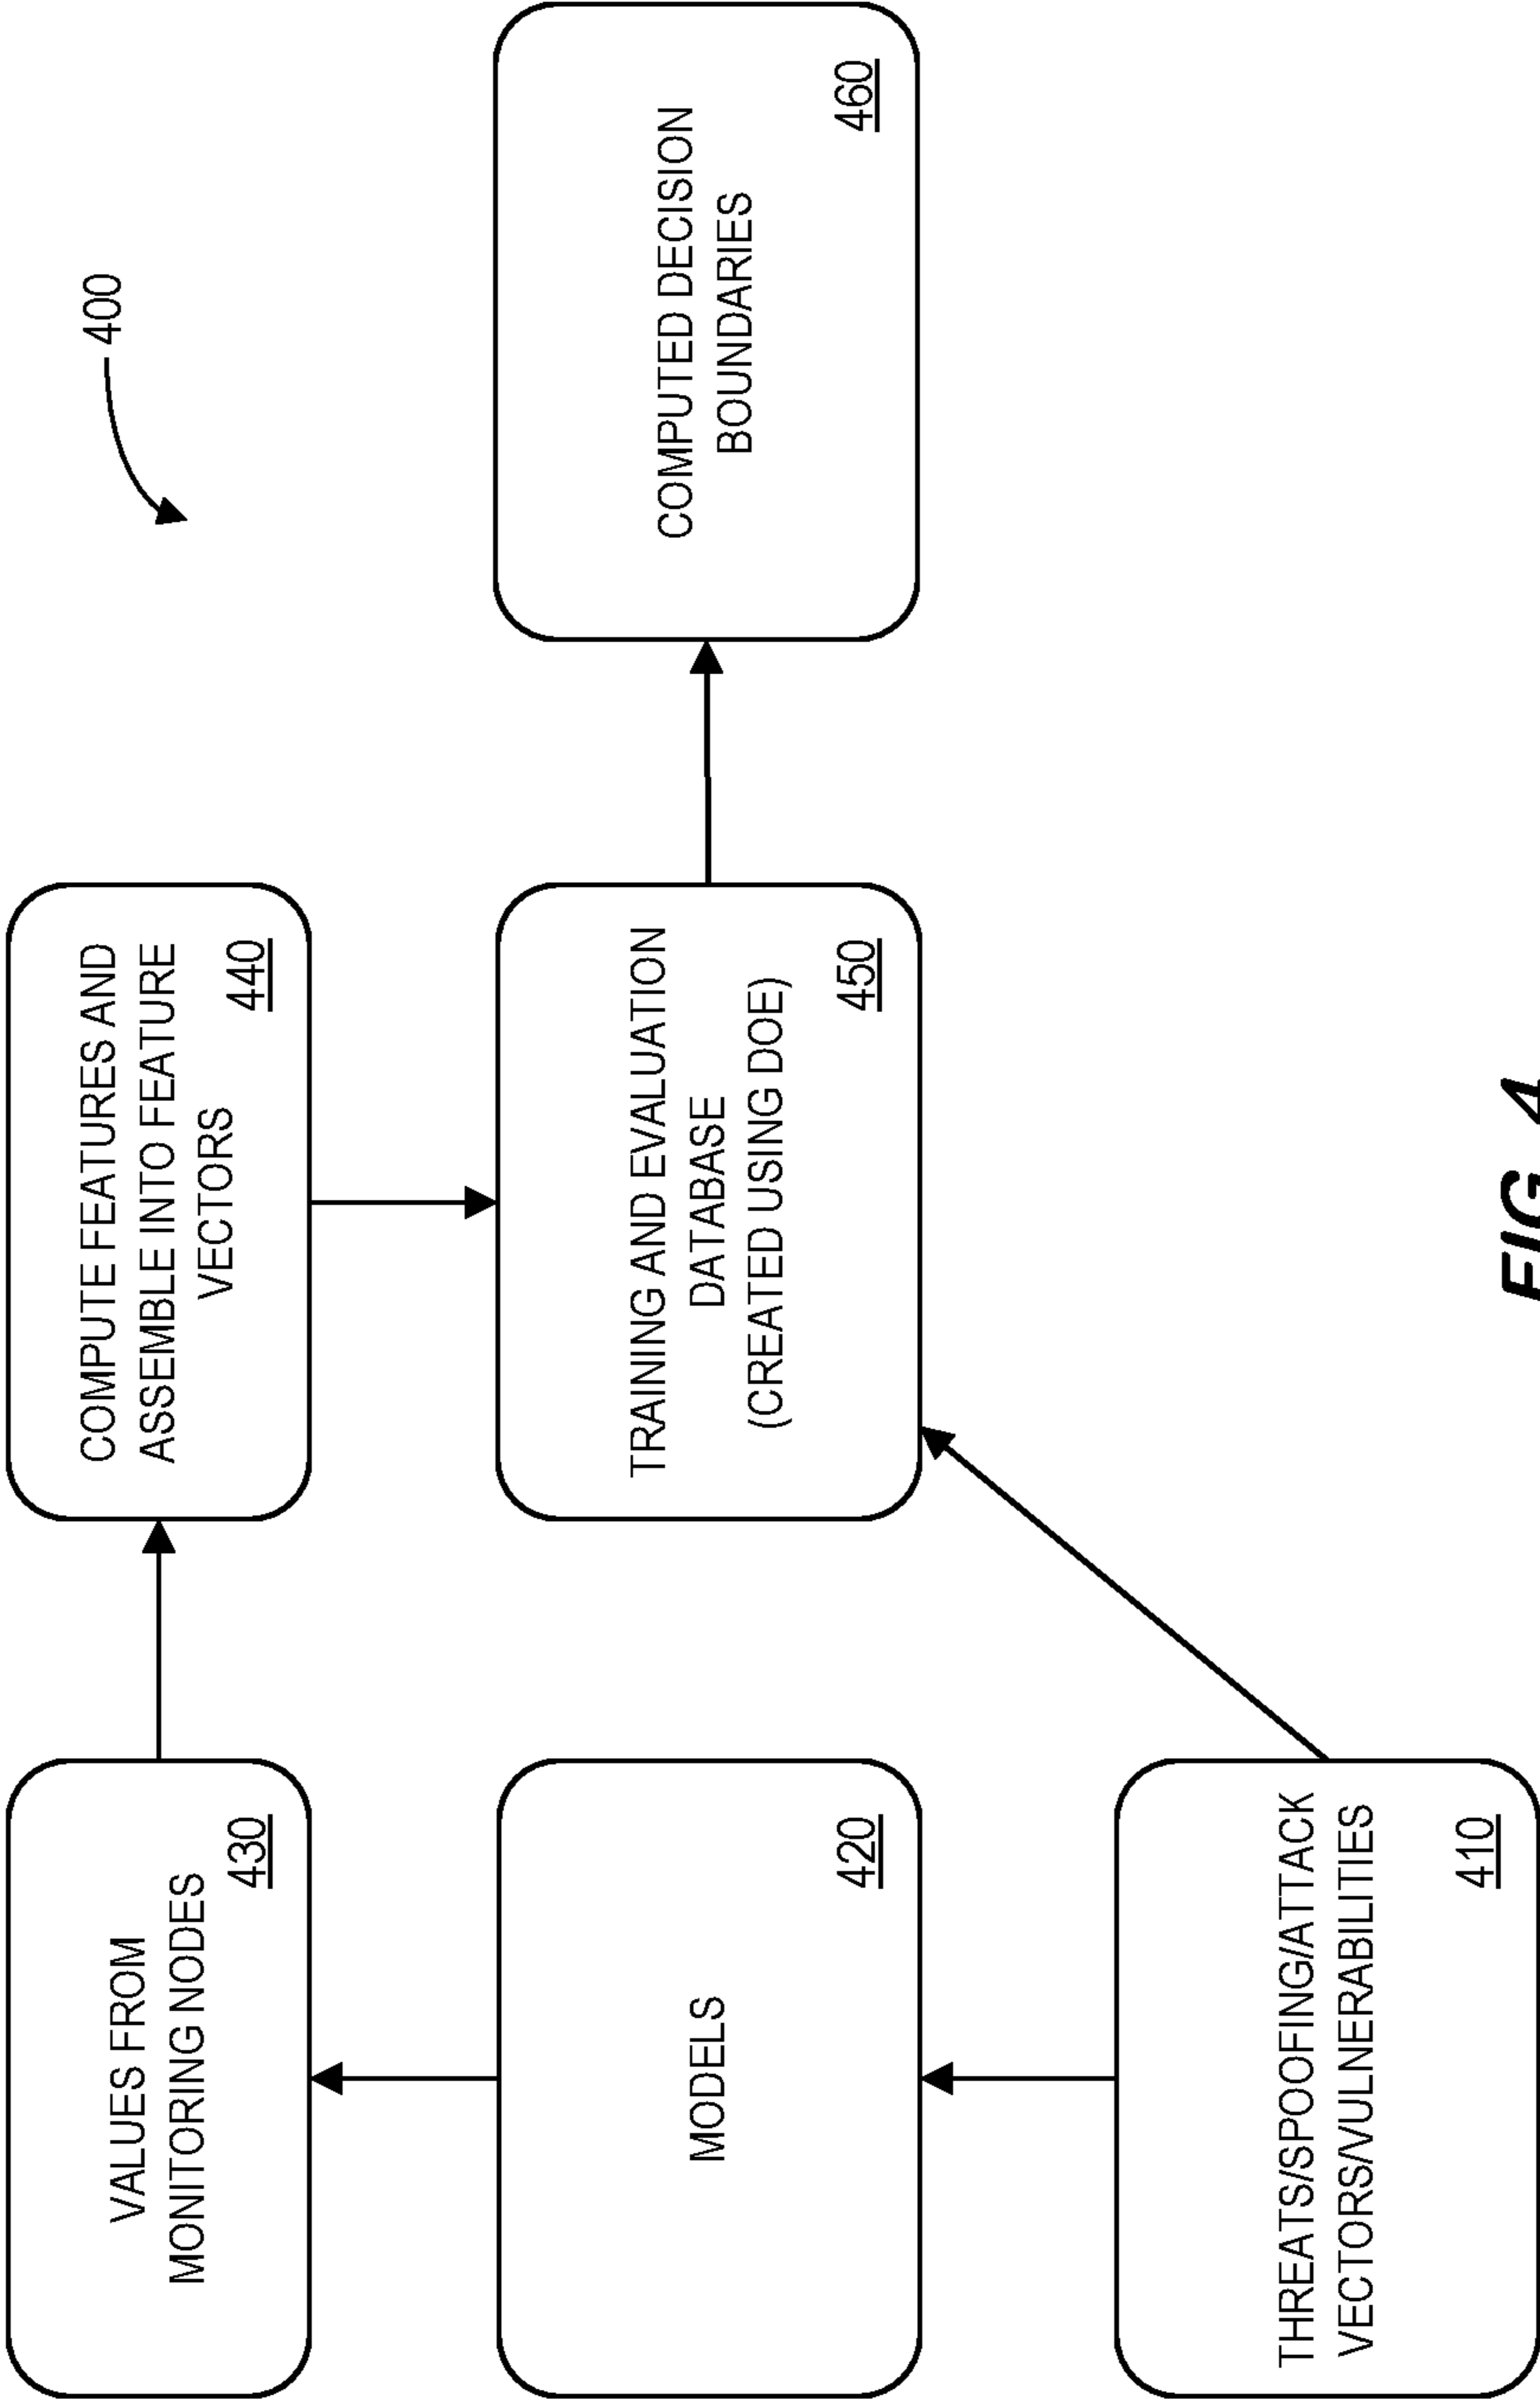 400
VALUES FROM
MONITORING NODES
430
COMPUTE FEATURES AND
ASSEMBLE INTO FEATURE
VECTORS
440
MODELS
420
TRAINING AND EVALUATION
DATABASE
(CREATED USING DOE)
450
COMPUTED DECISION
BOUNDARIES
460
THREATS/SPOOFING/ATTACK
VECTORS/VULNERABILITIES
410
FIG. 4